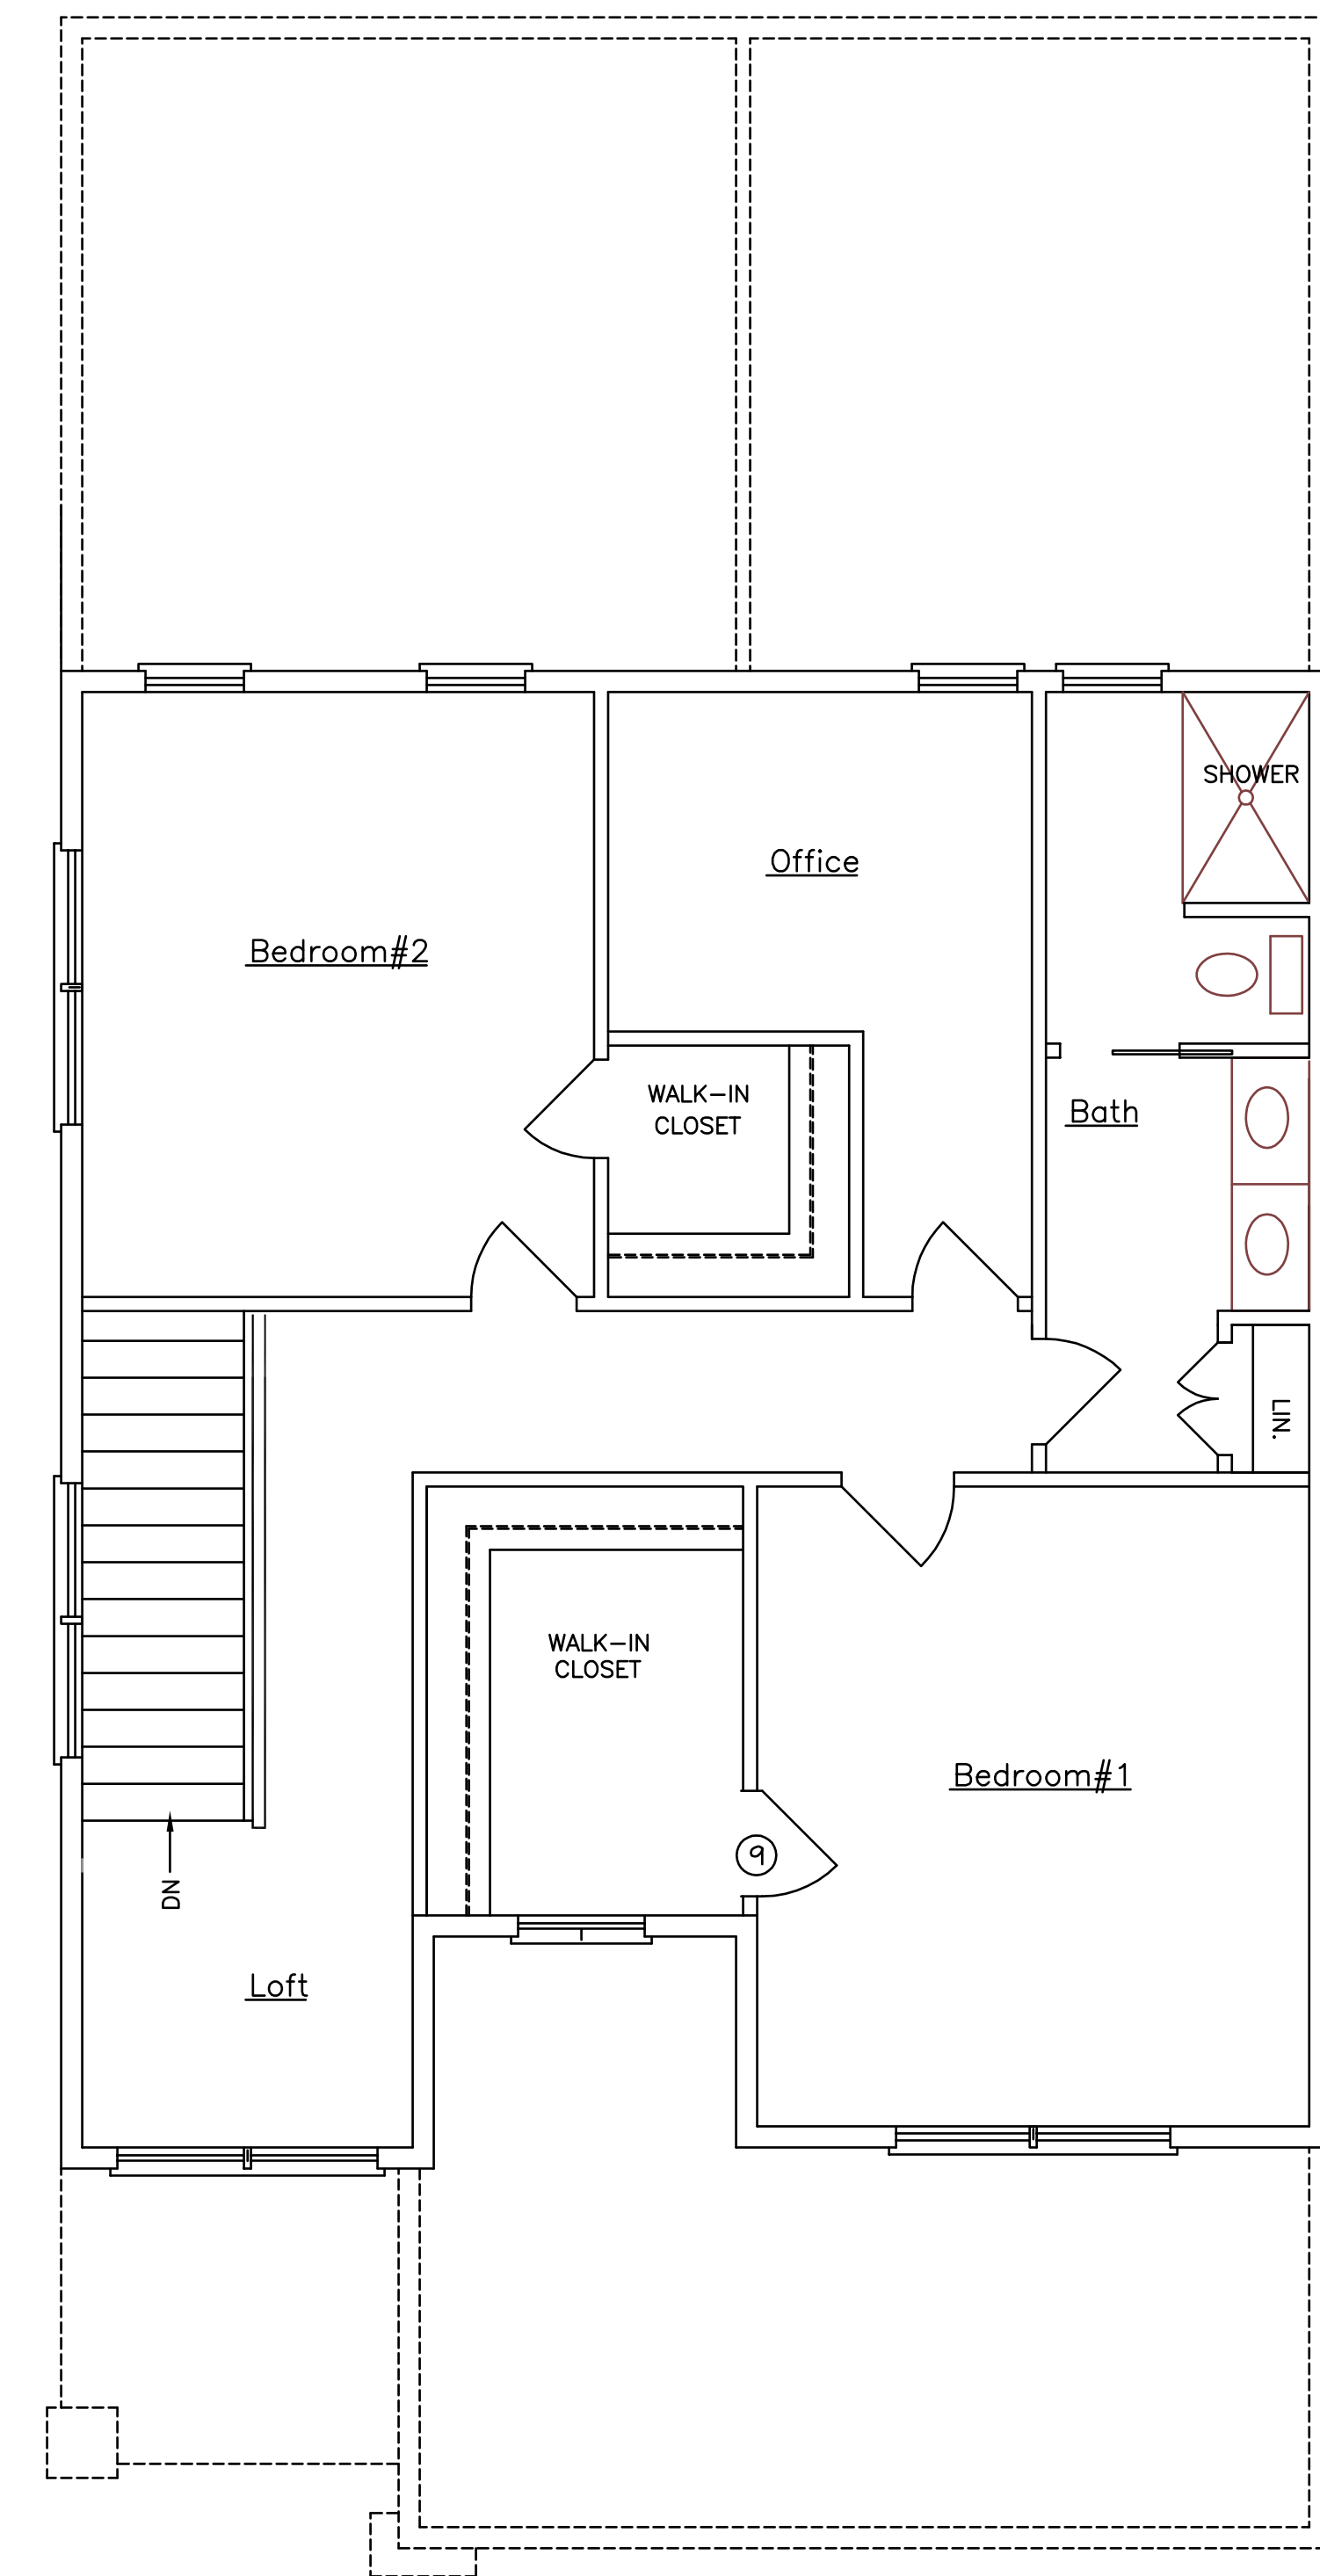 SHOWER
Office
Bedroom#2
WALK-IN
CLOSET
Bath
LIN.
WALK-IN
CLOSET
Bedroom#1
9
DN
Loft